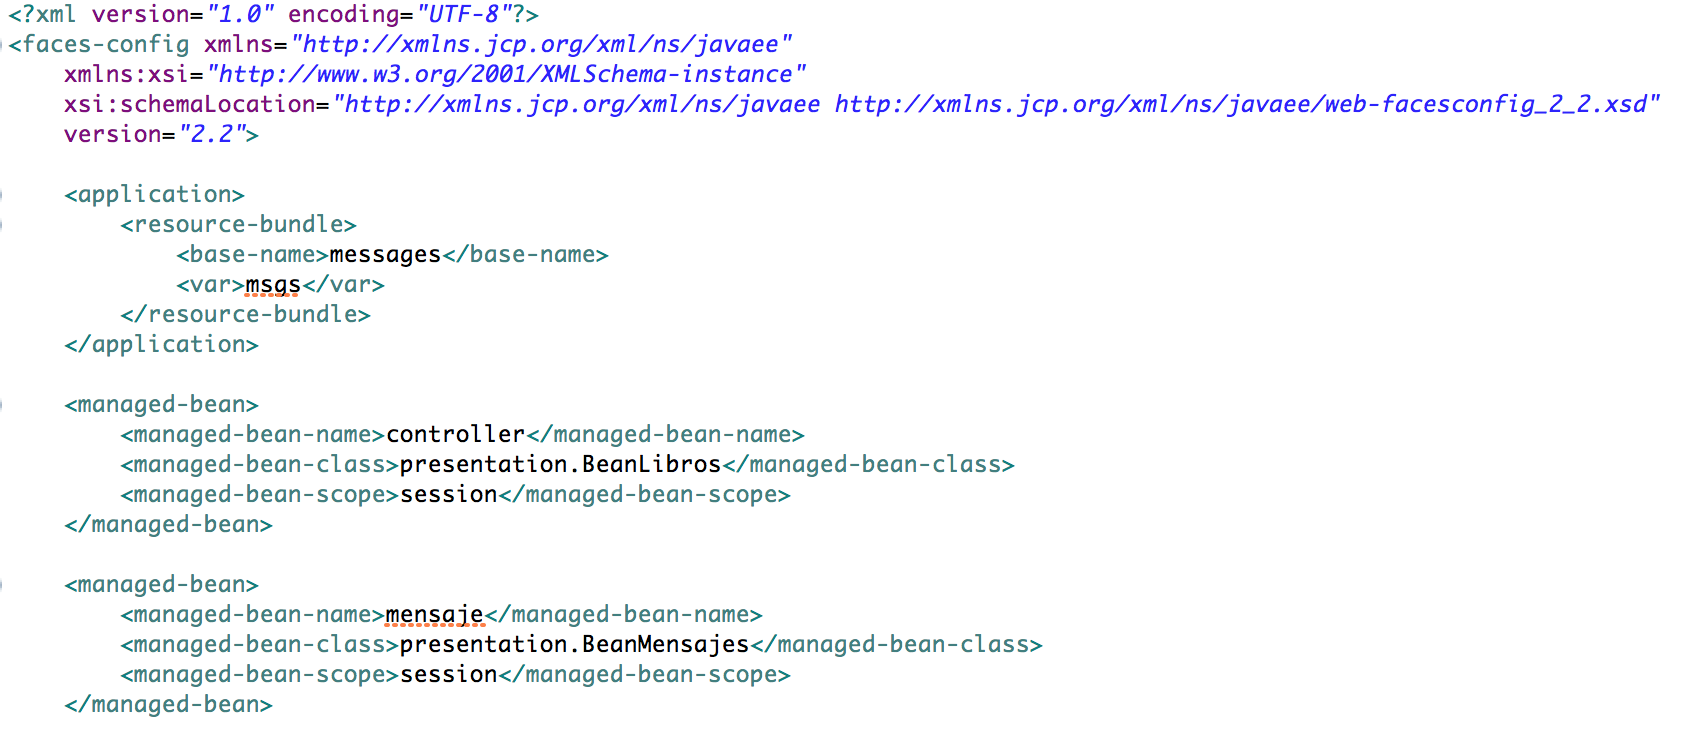 <?xml version="1.0" encoding="UTF-8"?>
<faces-config xmlns="http://xmlns.jcp.org/xml/ns/javaee"
    xmlns:xsi="http://www.w3.org/2001/XMLSchema-instance"
    xsi:schemaLocation="http://xmlns.jcp.org/xml/ns/javaee http://xmlns.jcp.org/xml/ns/javaee/web-facesconfig_2_2.xsd"
    version="2.2">

    <application>
        <resource-bundle>
            <base-name>messages</base-name>
            <var>msgs</var>
        </resource-bundle>
    </application>

    <managed-bean>
        <managed-bean-name>controller</managed-bean-name>
        <managed-bean-class>presentation.BeanLibros</managed-bean-class>
        <managed-bean-scope>session</managed-bean-scope>
    </managed-bean>

    <managed-bean>
        <managed-bean-name>mensaje</managed-bean-name>
        <managed-bean-class>presentation.BeanMensajes</managed-bean-class>
        <managed-bean-scope>session</managed-bean-scope>
    </managed-bean>